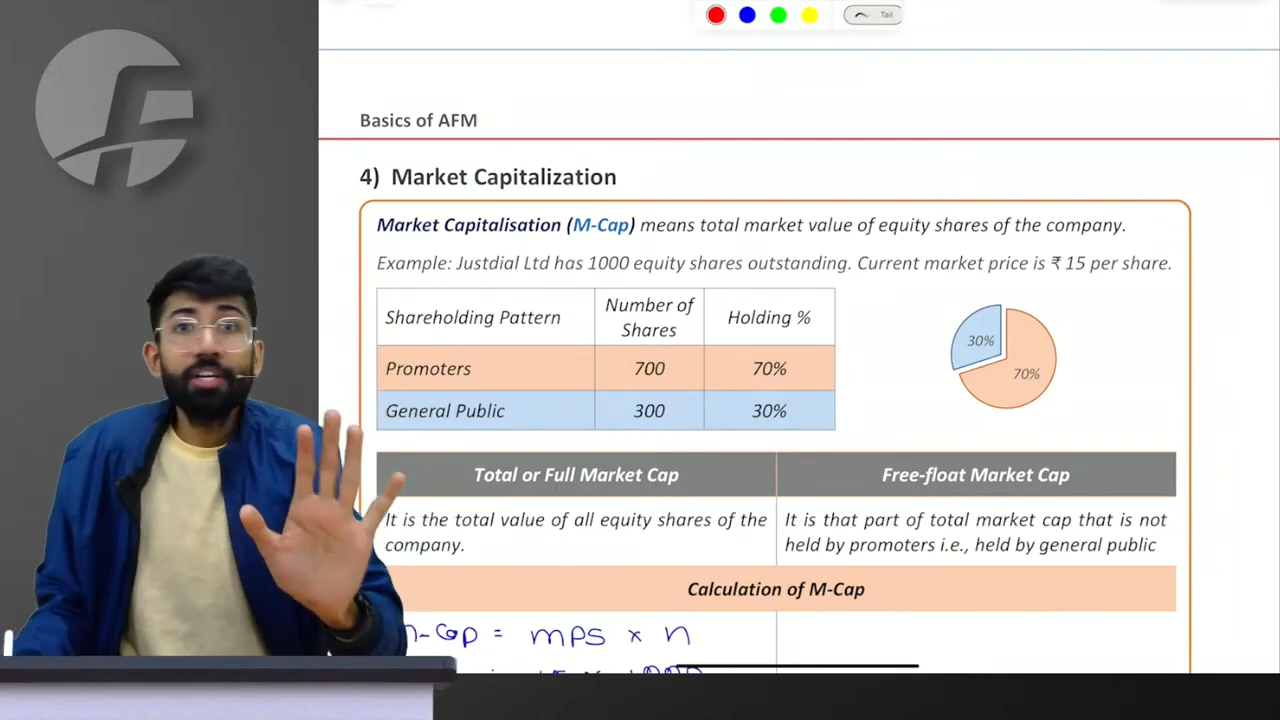 Tail
Basics of AFM
4) Market Capitalization
Market Capitalisation (M-Cap) means total market value of equity shares of the company.
Example: Justdial Ltd has 1000 equity shares outstanding. Current market price is ₹ 15 per share.
Shareholding Pattern Number of Shares Holding %
Promoters 700 70%
General Public 300 30%
30%
70%
Total or Full Market Cap Free-float Market Cap
It is the total value of all equity shares of the It is that part of total market cap that is not
company. held by promoters i.e., held by general public
Calculation of M-Cap
-Cap = MPS × n